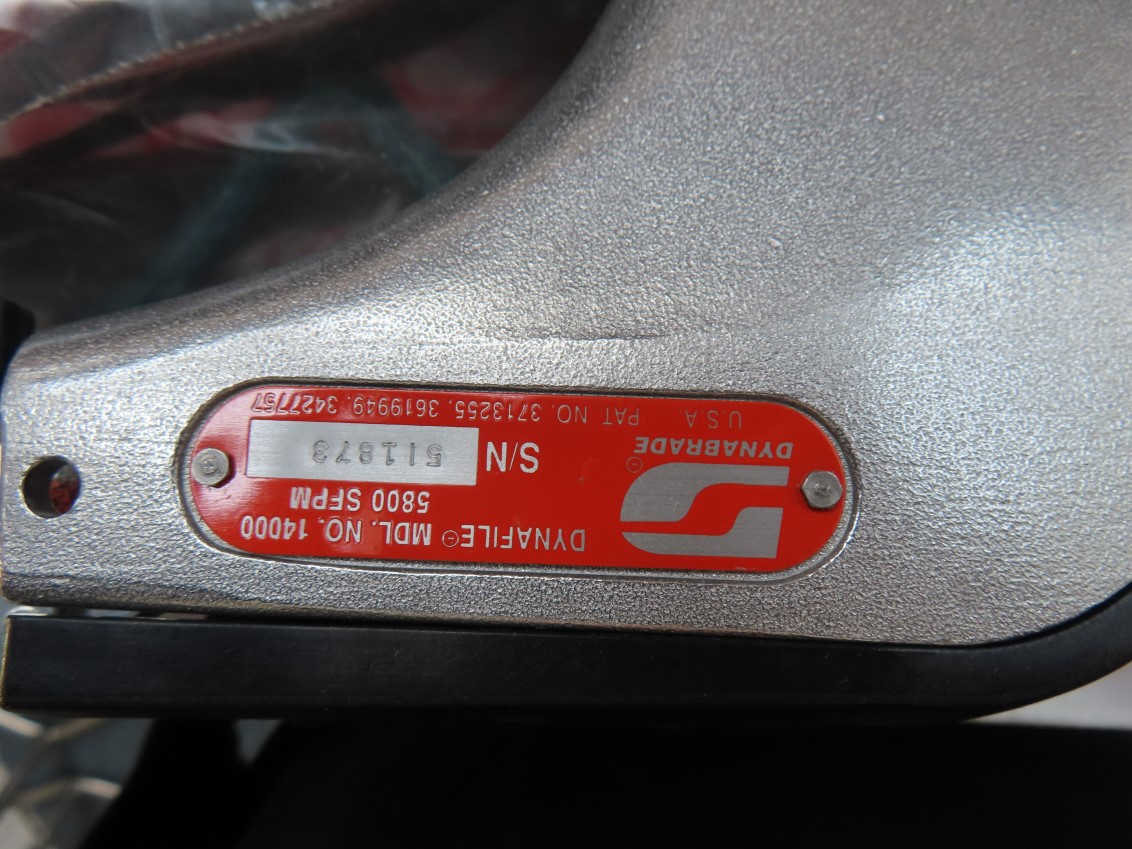 DYNAFILE® MDL. NO. 14000
5800 SFPM
S/N 511873
DYNABRADE®
U.S.A. PAT NO. 3713255. 3619949. 3427757